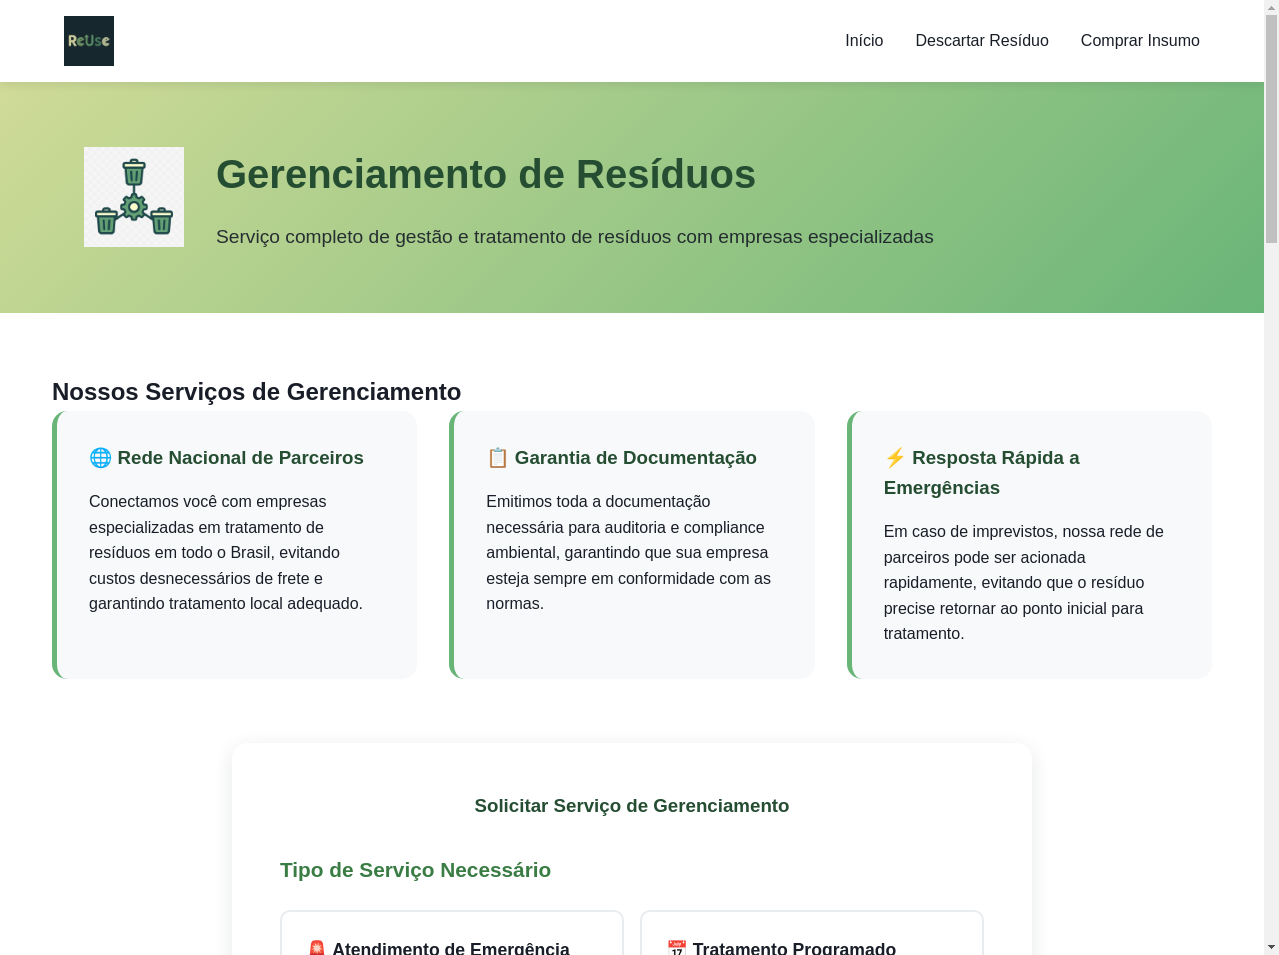 ReUse
Início
Descartar Resíduo
Comprar Insumo
Gerenciamento de Resíduos
Serviço completo de gestão e tratamento de resíduos com empresas especializadas
Nossos Serviços de Gerenciamento
🌐 Rede Nacional de Parceiros
Conectamos você com empresas
especializadas em tratamento de
resíduos em todo o Brasil, evitando
custos desnecessários de frete e
garantindo tratamento local adequado.
📋 Garantia de Documentação
Emitimos toda a documentação
necessária para auditoria e compliance
ambiental, garantindo que sua empresa
esteja sempre em conformidade com as
normas.
⚡ Resposta Rápida a
Emergências
Em caso de imprevistos, nossa rede de
parceiros pode ser acionada
rapidamente, evitando que o resíduo
precise retornar ao ponto inicial para
tratamento.
Solicitar Serviço de Gerenciamento
Tipo de Serviço Necessário
🚨 Atendimento de Emergência
📅 Tratamento Programado